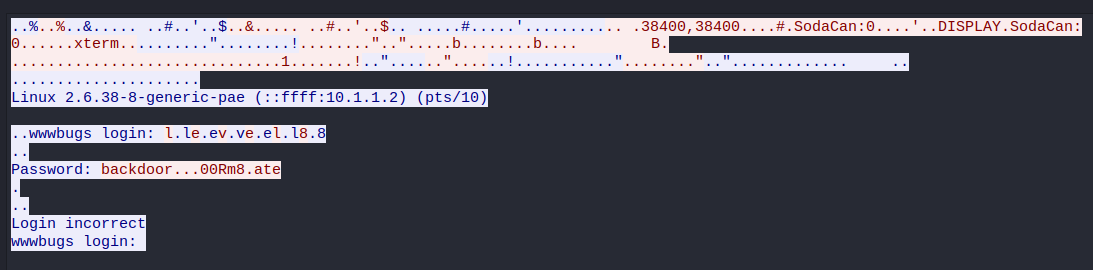 ..%..%..&..... ..#..'..$..&..... ..#..'..$.. .....#.....'........... .38400,38400....#.SodaCan:0....'..DISPLAY.SodaCan:
0......xterm.........."........!........".."....​.b........b.... B.
..............................1.......!.."......"......!..........."........".."............. ..
.....................
Linux 2.6.38-8-generic-pae (::ffff:10.1.1.2) (pts/10)
..wwwbugs login: l.le.ev.ve.el.l8.8
..
Password: backdoor...00Rm8.ate
.
..
Login incorrect
wwwbugs login: